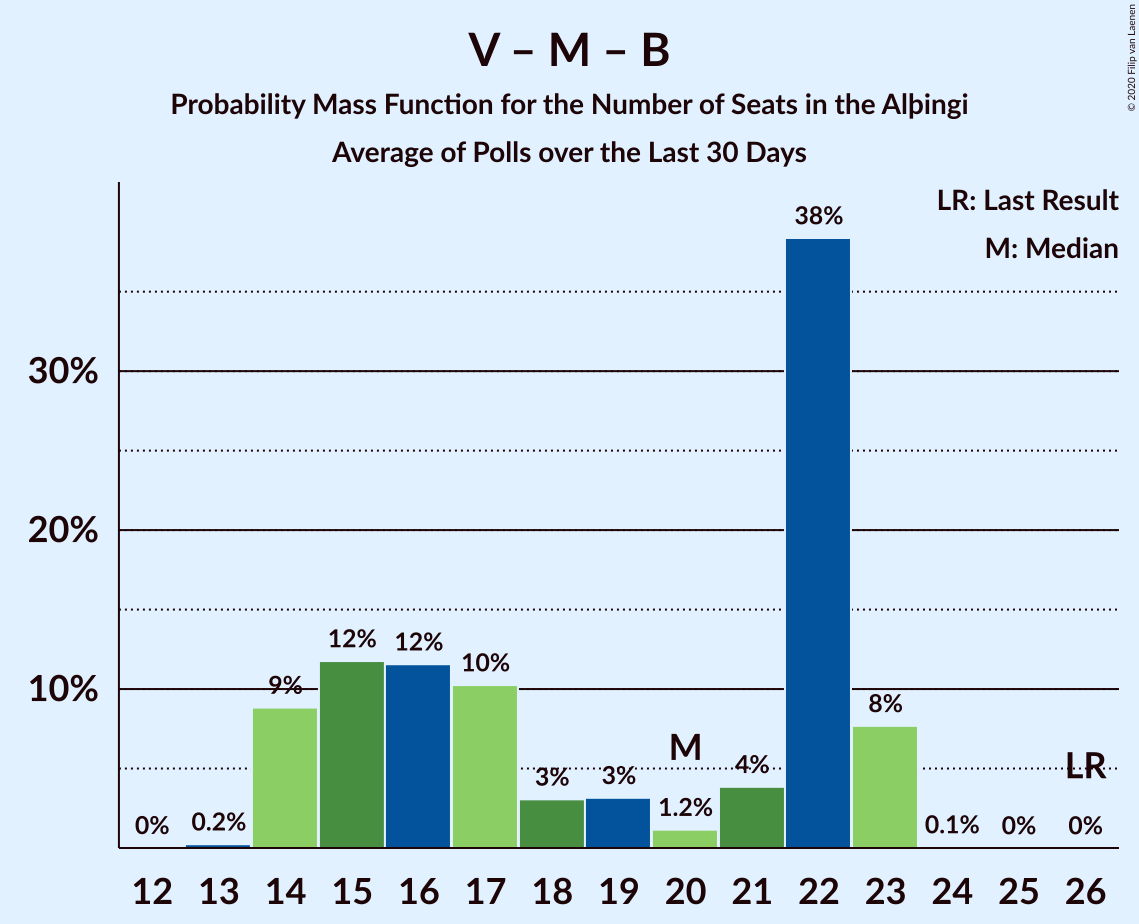 V – M – B
Probability Mass Function for the Number of Seats in the Alþingi
Average of Polls over the Last 30 Days
© 2020 Filip van Laenen
LR: Last Result
M: Median
38%
30%
20%
10%
0%
0.2%
9%
12%
12%
10%
3%
3%
M
1.2%
4%
8%
0.1%
0%
LR
0%
12 13 14 15 16 17 18 19 20 21 22 23 24 25 26